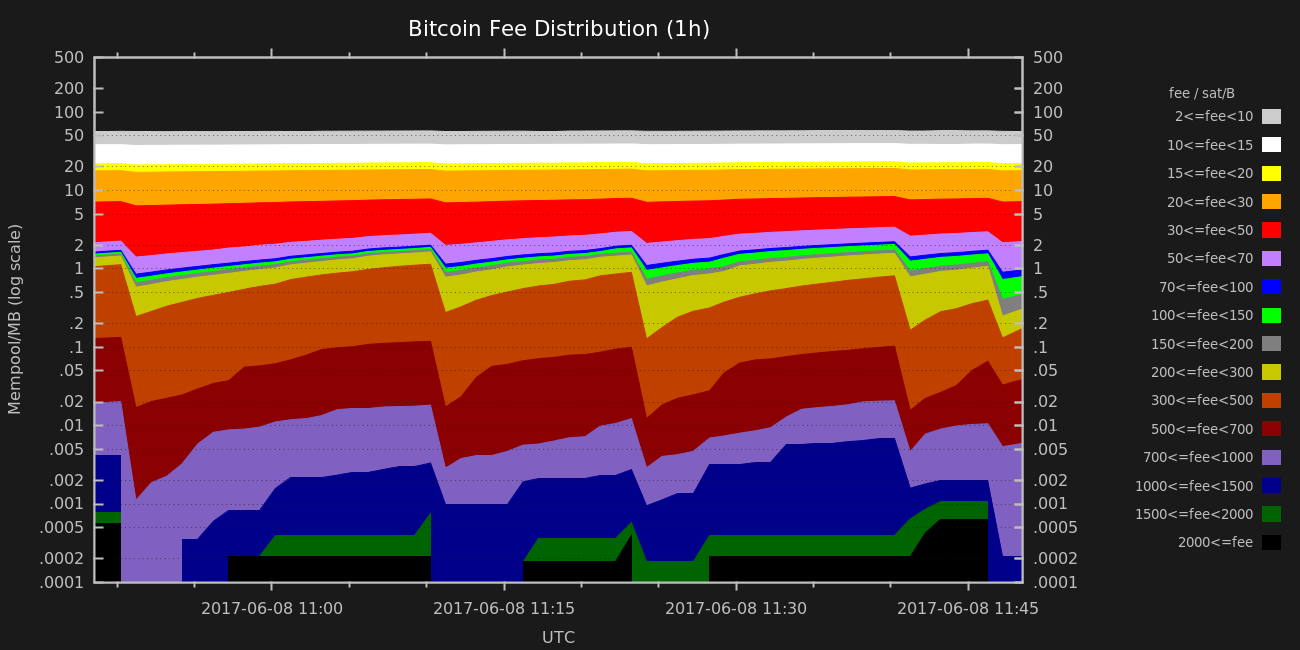 Bitcoin Fee Distribution (1h)
Mempool/MB (log scale)
500
200
100
50
20
10
5
2
1
.5
.2
.1
.05
.02
.01
.005
.002
.001
.0005
.0002
.0001
500
200
100
50
20
10
5
2
1
.5
.2
.1
.05
.02
.01
.005
.002
.001
.0005
.0002
.0001
2017-06-08 11:00
2017-06-08 11:15
2017-06-08 11:30
2017-06-08 11:45
UTC
fee / sat/B
2<=fee<10
10<=fee<15
15<=fee<20
20<=fee<30
30<=fee<50
50<=fee<70
70<=fee<100
100<=fee<150
150<=fee<200
200<=fee<300
300<=fee<500
500<=fee<700
700<=fee<1000
1000<=fee<1500
1500<=fee<2000
2000<=fee